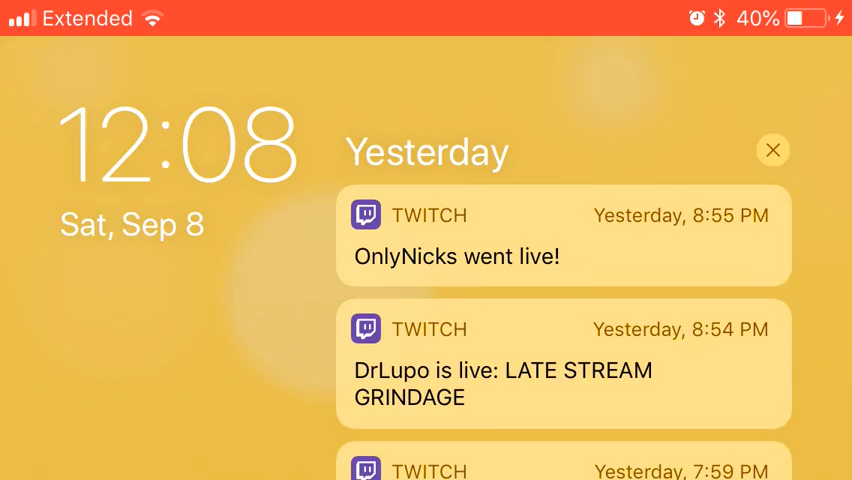 Extended
40%
12:08
Sat, Sep 8
Yesterday
TWITCH
Yesterday, 8:55 PM
OnlyNicks went live!
TWITCH
Yesterday, 8:54 PM
DrLupo is live: LATE STREAM
GRINDAGE
TWITCH
Yesterday, 7:59 PM